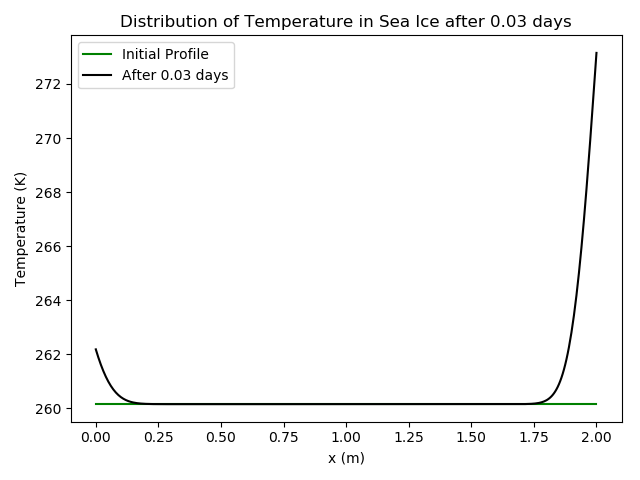 Distribution of Temperature in Sea Ice after 0.03 days
Initial Profile
After 0.03 days
Temperature (K)
272
270
268
266
264
262
260
0.00 0.25 0.50 0.75 1.00 1.25 1.50 1.75 2.00
x (m)